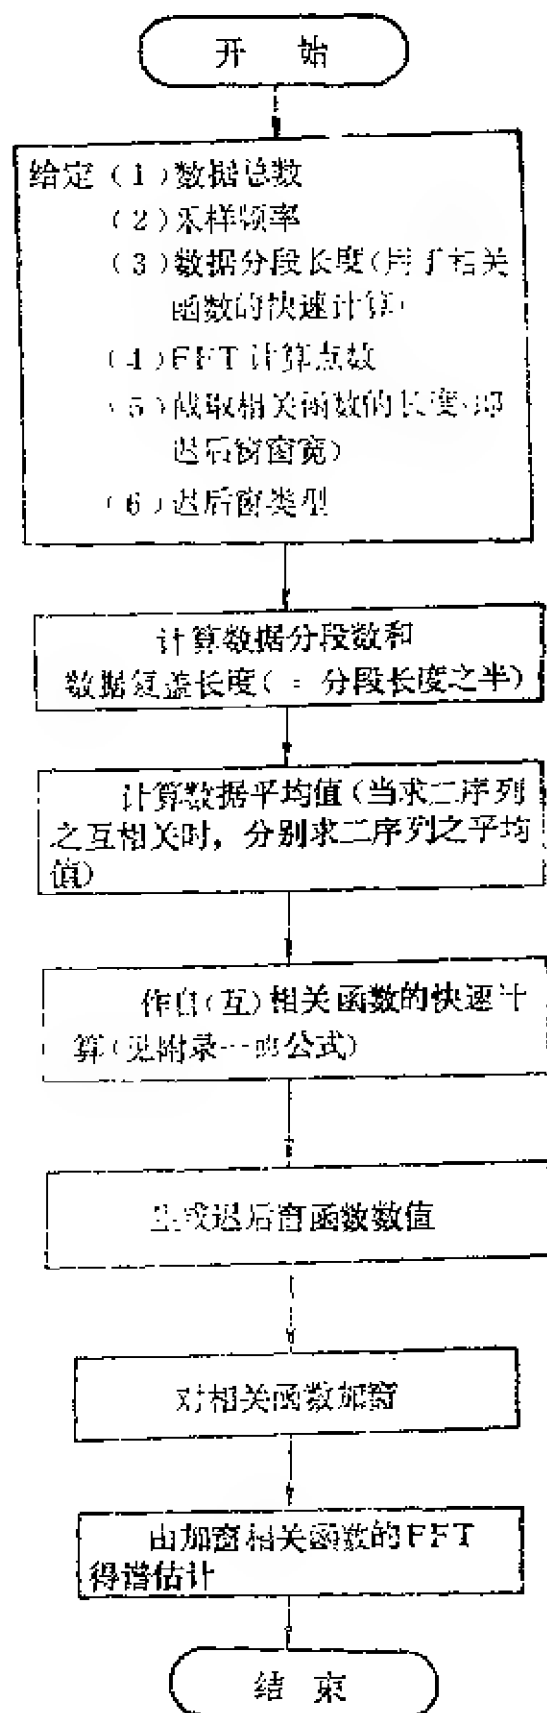 开 始
给定(1)数据总数
(2)采样频率
(3)数据分段长度(用于相关
函数的快速计算)
(4)FFT计算点数
(5)截取相关函数的长度(即
迟后窗窗宽)
(6)迟后窗类型
计算数据分段数和
数据复盖长度(=分段长度之半)
计算数据平均值(当求二序列
之互相关时,分别求二序列之平均
值)
作自(互)相关函数的快速计
算(见附录一的公式)
生成迟后窗函数数值
对相关函数加窗
由加窗相关函数的FFT
得谱估计
结 束